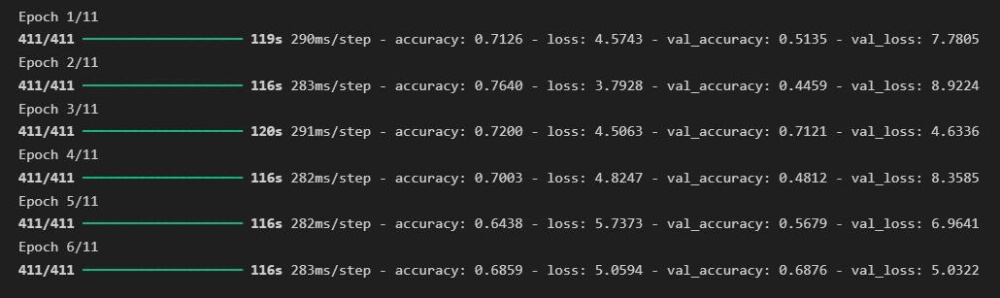 Epoch 1/11
411/411 ━━━━━━━━━━━━━━━━━━━━ 119s 290ms/step - accuracy: 0.7126 - loss: 4.5743 - val_accuracy: 0.5135 - val_loss: 7.7805
Epoch 2/11
411/411 ━━━━━━━━━━━━━━━━━━━━ 116s 283ms/step - accuracy: 0.7640 - loss: 3.7928 - val_accuracy: 0.4459 - val_loss: 8.9224
Epoch 3/11
411/411 ━━━━━━━━━━━━━━━━━━━━ 120s 291ms/step - accuracy: 0.7200 - loss: 4.5063 - val_accuracy: 0.7121 - val_loss: 4.6336
Epoch 4/11
411/411 ━━━━━━━━━━━━━━━━━━━━ 116s 282ms/step - accuracy: 0.7003 - loss: 4.8247 - val_accuracy: 0.4812 - val_loss: 8.3585
Epoch 5/11
411/411 ━━━━━━━━━━━━━━━━━━━━ 116s 282ms/step - accuracy: 0.6438 - loss: 5.7373 - val_accuracy: 0.5679 - val_loss: 6.9641
Epoch 6/11
411/411 ━━━━━━━━━━━━━━━━━━━━ 116s 283ms/step - accuracy: 0.6859 - loss: 5.0594 - val_accuracy: 0.6876 - val_loss: 5.0322